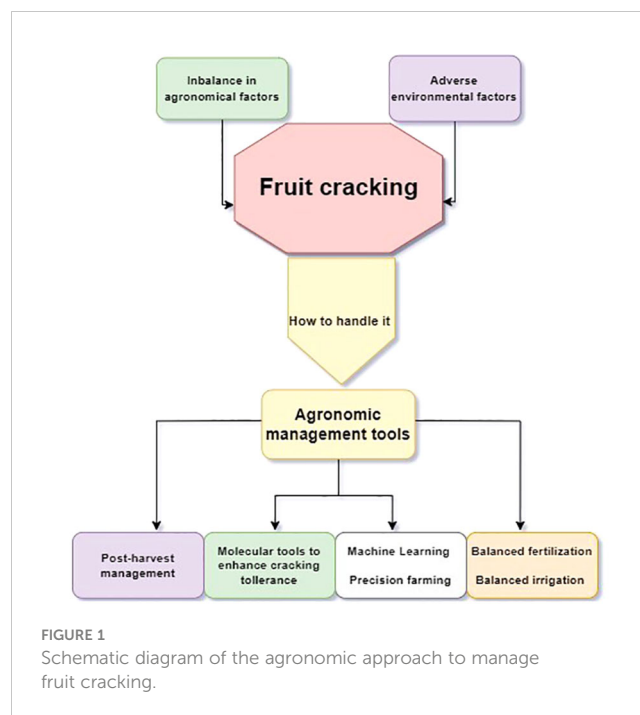 Inbalance in
agronomical factors
Adverse
environmental factors
Fruit cracking
How to handle it
Agronomic
management tools
Post-harvest
management
Molecular tools to
enhance cracking
tollerance
Machine Learning
Precision farming
Balanced fertilization
Balanced irrigation
FIGURE 1
Schematic diagram of the agronomic approach to manage
fruit cracking.